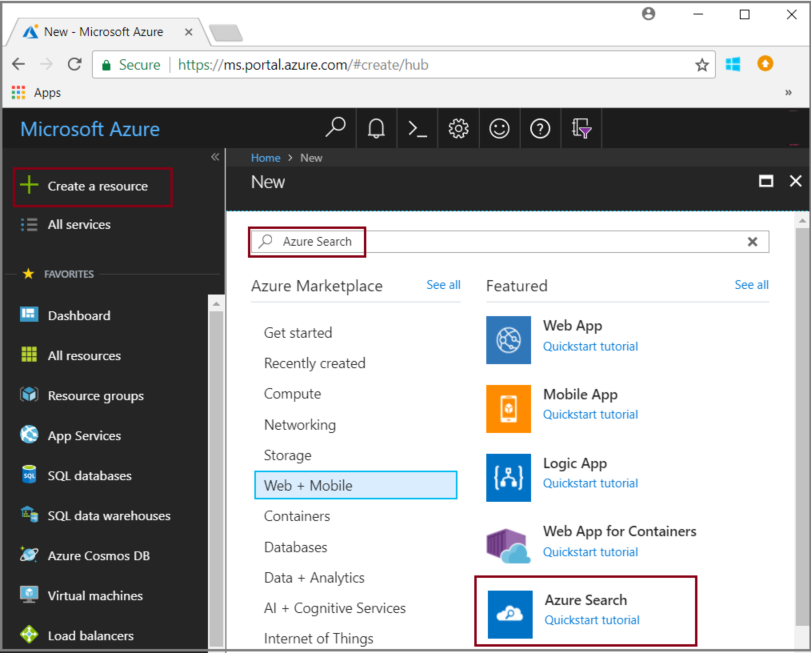 New - Microsoft Azure
Secure | https://ms.portal.azure.com/#create/hub
Apps
Microsoft Azure
Create a resource
All services
FAVORITES
Dashboard
All resources
Resource groups
App Services
SQL databases
SQL data warehouses
Azure Cosmos DB
Virtual machines
Load balancers
Home > New
New
Azure Search
Azure Marketplace
See all
Get started
Recently created
Compute
Networking
Storage
Web + Mobile
Containers
Databases
Data + Analytics
AI + Cognitive Services
Internet of Things
Featured
See all
Web App
Quickstart tutorial
Mobile App
Quickstart tutorial
Logic App
Quickstart tutorial
Web App for Containers
Quickstart tutorial
Azure Search
Quickstart tutorial